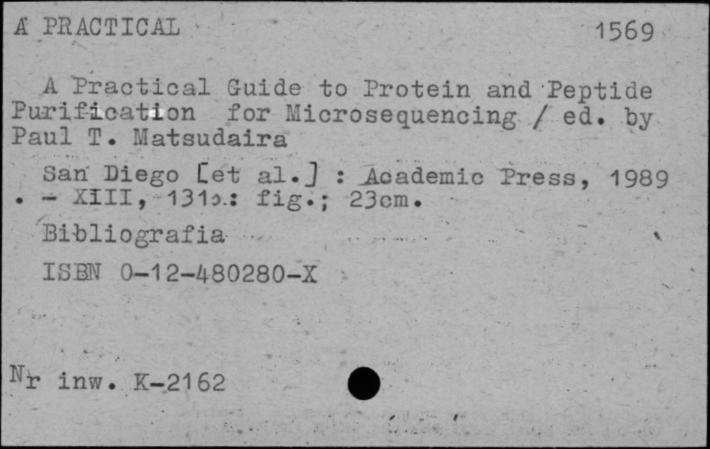 A PRACTICAL 1569
A Practical Guide to Protein and Peptide
Purification for Microsequencing / ed. by
Paul T. Matsudaira
San Diego [et al.] : Academic Press, 1989
. - XIII, 131s.: fig.; 23cm.
Bibliografia
ISBN 0-12-480280-X
Nr inw. K-2162